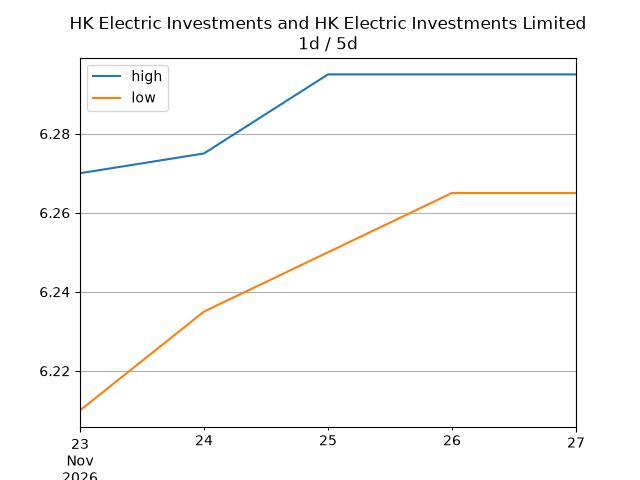 HK Electric Investments and HK Electric Investments Limited
1d / 5d
high
low
6.28
6.26
6.24
6.22
23 24 25 26 27
Nov
2026